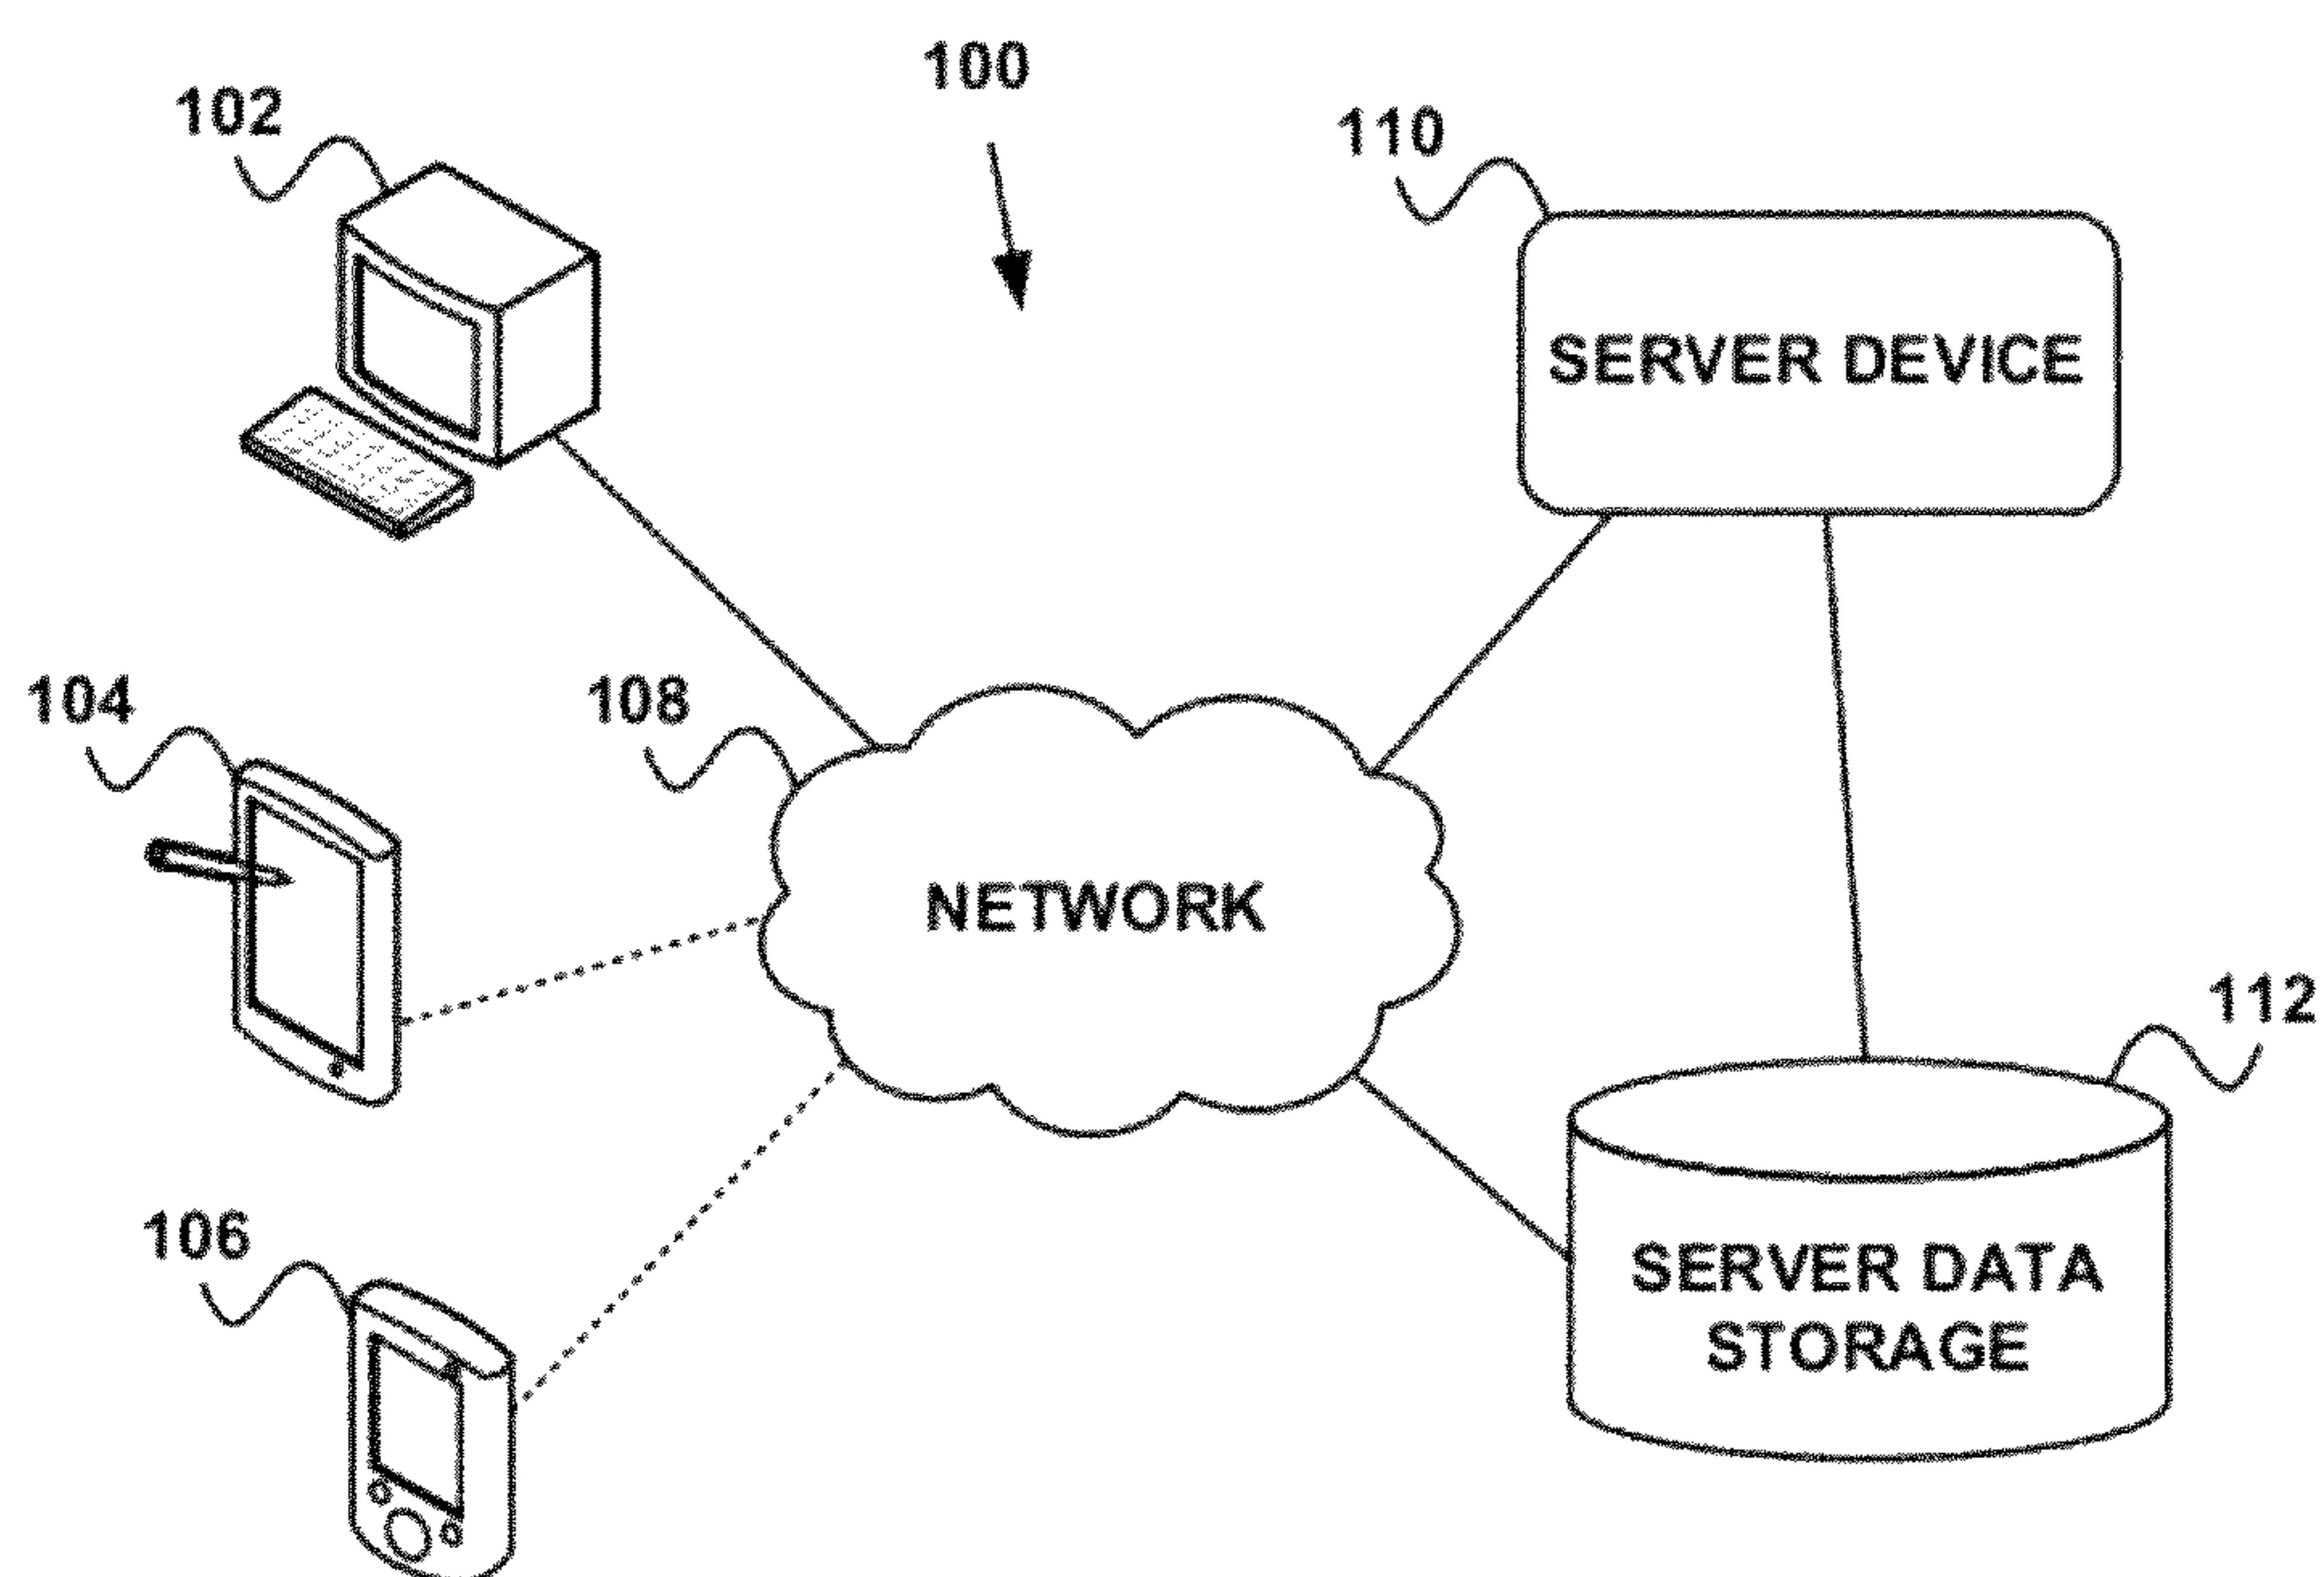 100
102
110
SERVER DEVICE
104
108
NETWORK
112
106
SERVER DATA
STORAGE